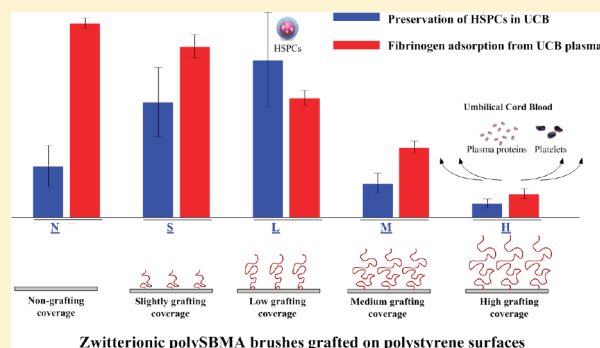 Preservation of HSPCs in UCB
Fibrinogen adsorption from UCB plasma
HSPCs
Umbilical Cord Blood
Plasma proteins Platelets
N S L M H
Non-grafting coverage
Slightly grafting coverage
Low grafting coverage
Medium grafting coverage
High grafting coverage
Zwitterionic polySBMA brushes grafted on polystyrene surfaces